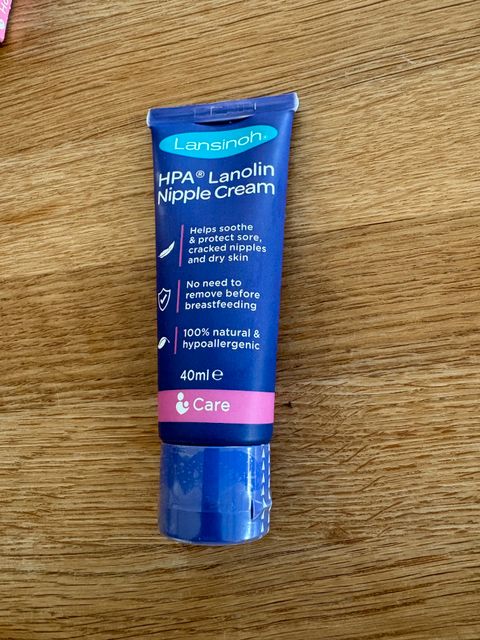 Lansinoh®
HPA® Lanolin
Nipple Cream
Helps soothe
& protect sore,
cracked nipples
and dry skin
No need to
remove before
breastfeeding
100% natural &
hypoallergenic
40ml ℮
Care